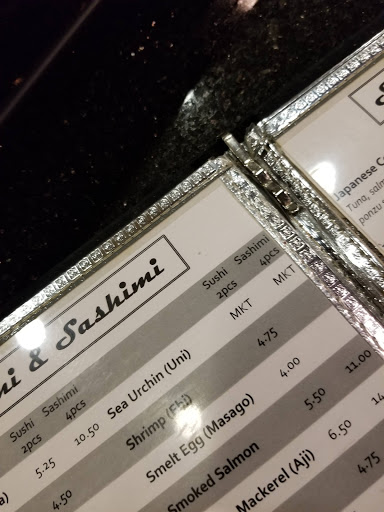 & Sashimi
Sushi Sashimi
2pcs 4pcs
5.25 10.50
4.50
Sushi Sashimi
2pcs 4pcs
Sea Urchin (Uni) MKT MKT
Shrimp (Ebi) 4.75
Smelt Egg (Masago) 4.00
Smoked Salmon 5.50 11.00
Mackerel (Aji) 6.50
4.75
Japanese
Tuna,
ponzu